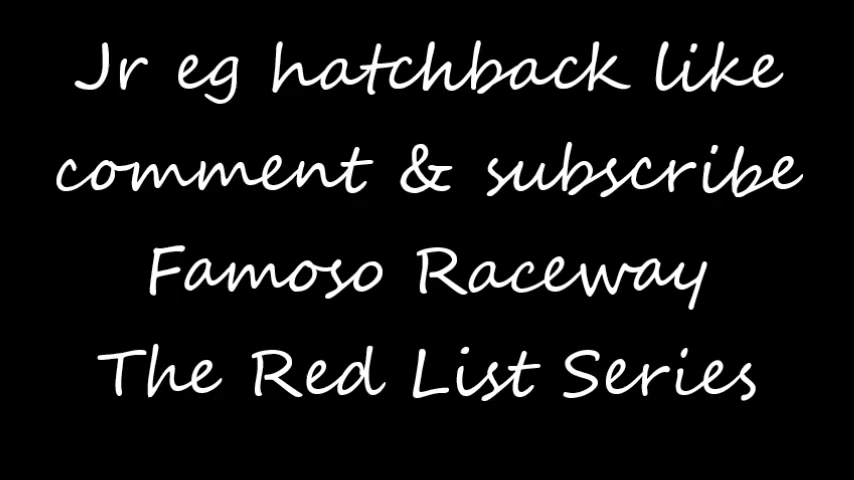 Jr eg hatchback like
comment & subscribe
Famoso Raceway
The Red List Series